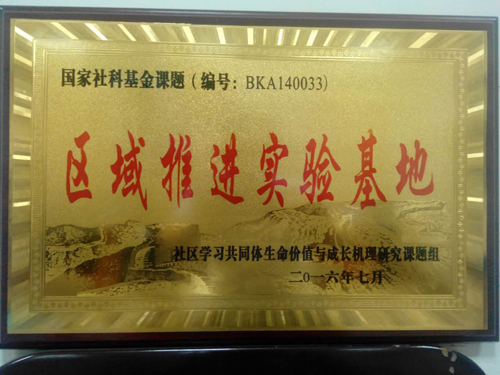 国家社科基金课题（编号：BKA140033）
区域推进实验基地
社区学习共同体生命价值与成长机理研究课题组
二0一六年七月